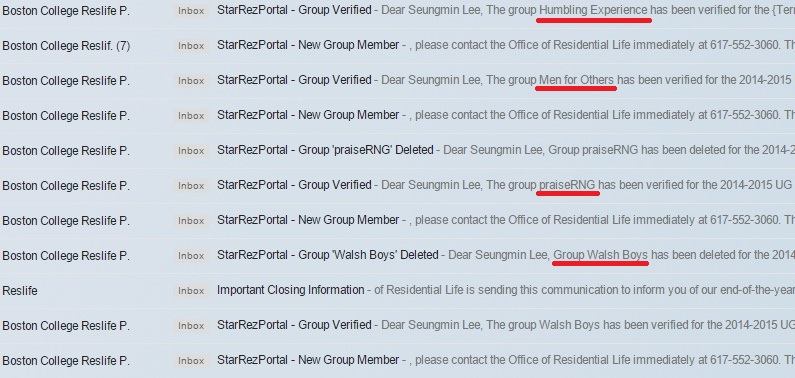 Boston College Reslife P. Inbox StarRezPortal - Group Verified - Dear Seungmin Lee, The group Humbling Experience has been verified for the {Terr
Boston College Reslif. (7) Inbox StarRezPortal - New Group Member - , please contact the Office of Residential Life immediately at 617-552-3060. Th
Boston College Reslife P. Inbox StarRezPortal - Group Verified - Dear Seungmin Lee, The group Men for Others has been verified for the 2014-2015
Boston College Reslife P. Inbox StarRezPortal - New Group Member - , please contact the Office of Residential Life immediately at 617-552-3060. Th
Boston College Reslife P. Inbox StarRezPortal - Group 'praiseRNG' Deleted - Dear Seungmin Lee, Group praiseRNG has been deleted for the 2014-2
Boston College Reslife P. Inbox StarRezPortal - Group Verified - Dear Seungmin Lee, The group praiseRNG has been verified for the 2014-2015 UG
Boston College Reslife P. Inbox StarRezPortal - New Group Member - , please contact the Office of Residential Life immediately at 617-552-3060. Th
Boston College Reslife P. Inbox StarRezPortal - Group 'Walsh Boys' Deleted - Dear Seungmin Lee, Group Walsh Boys has been deleted for the 2014
Reslife Inbox Important Closing Information - of Residential Life is sending this communication to inform you of our end-of-the-year
Boston College Reslife P. Inbox StarRezPortal - Group Verified - Dear Seungmin Lee, The group Walsh Boys has been verified for the 2014-2015 UG
Boston College Reslife P. Inbox StarRezPortal - New Group Member - , please contact the Office of Residential Life immediately at 617-552-3060. Th